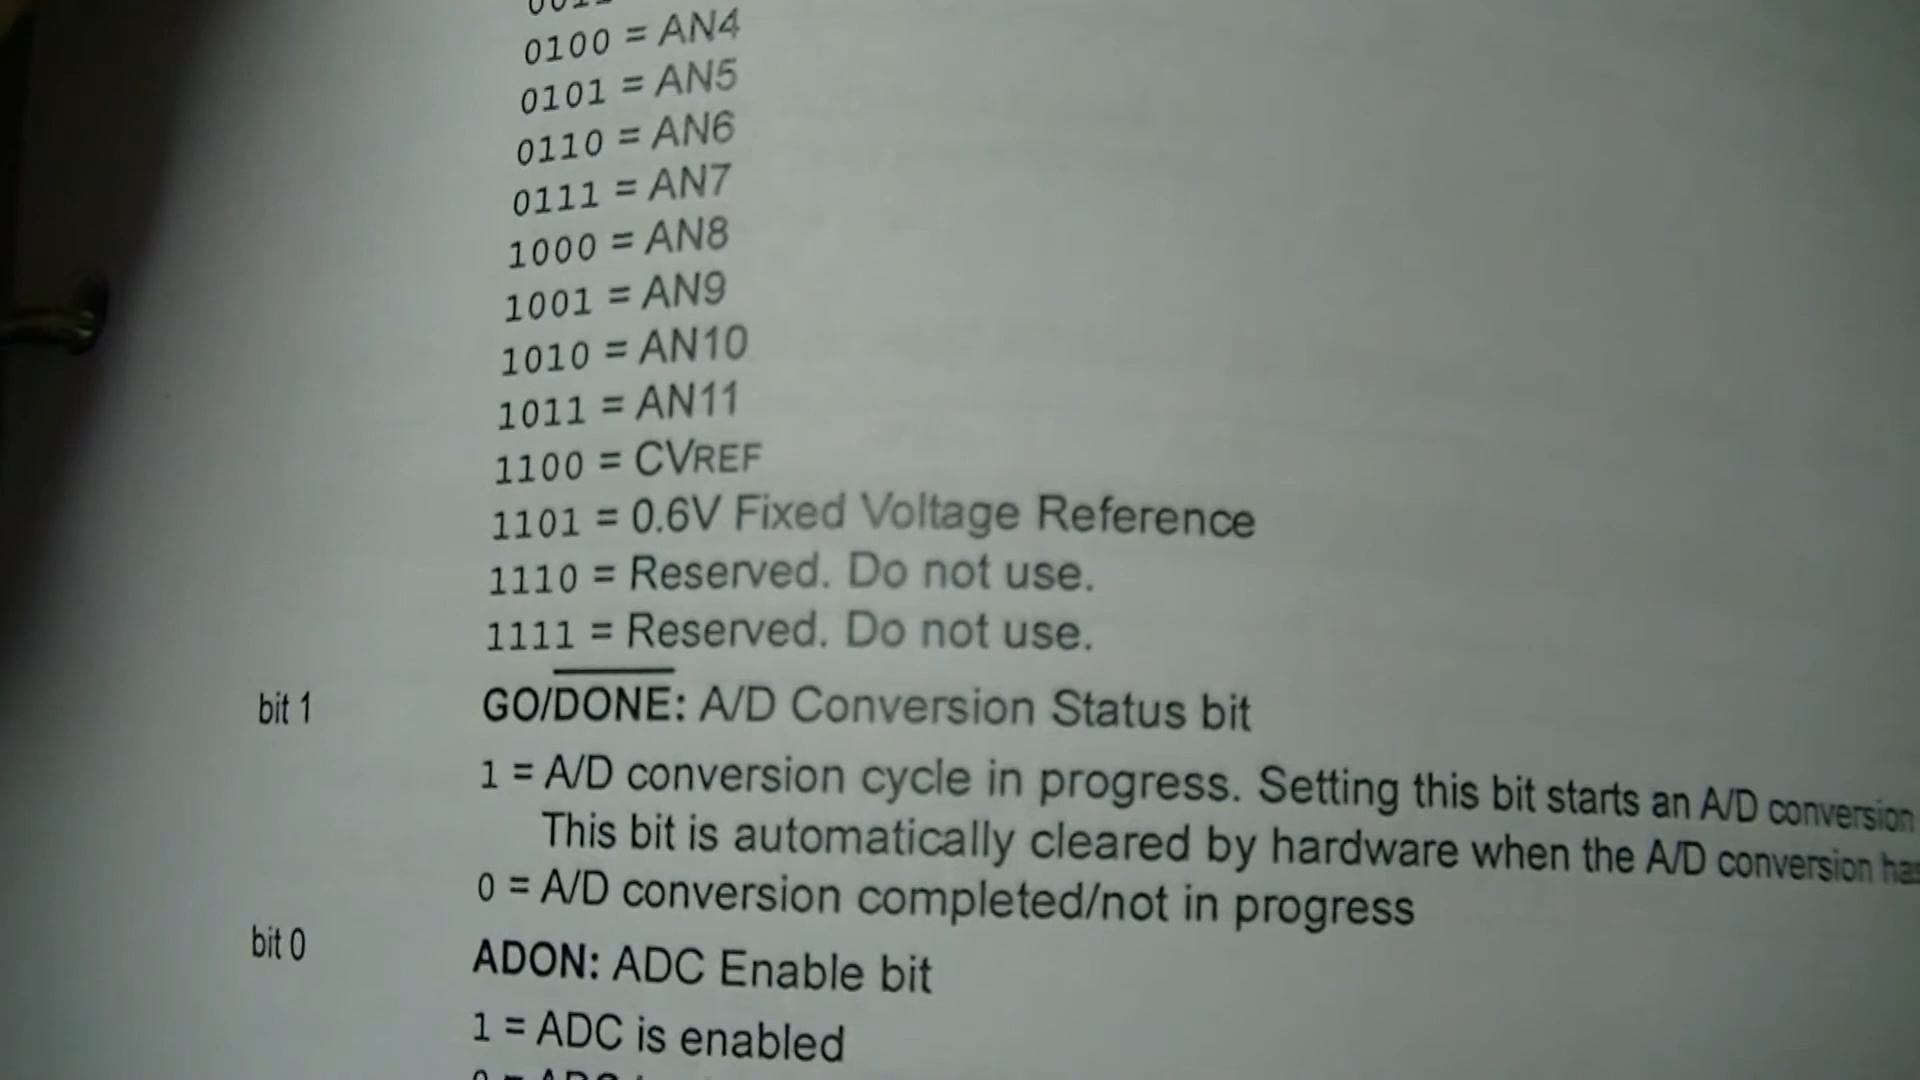 0100 = AN4
0101 = AN5
0110 = AN6
0111 = AN7
1000 = AN8
1001 = AN9
1010 = AN10
1011 = AN11
1100 = CVREF
1101 = 0.6V Fixed Voltage Reference
1110 = Reserved. Do not use.
1111 = Reserved. Do not use.
bit 1 GO/DONE: A/D Conversion Status bit
1 = A/D conversion cycle in progress. Setting this bit starts an A/D conversion
This bit is automatically cleared by hardware when the A/D conversion has
0 = A/D conversion completed/not in progress
bit 0 ADON: ADC Enable bit
1 = ADC is enabled